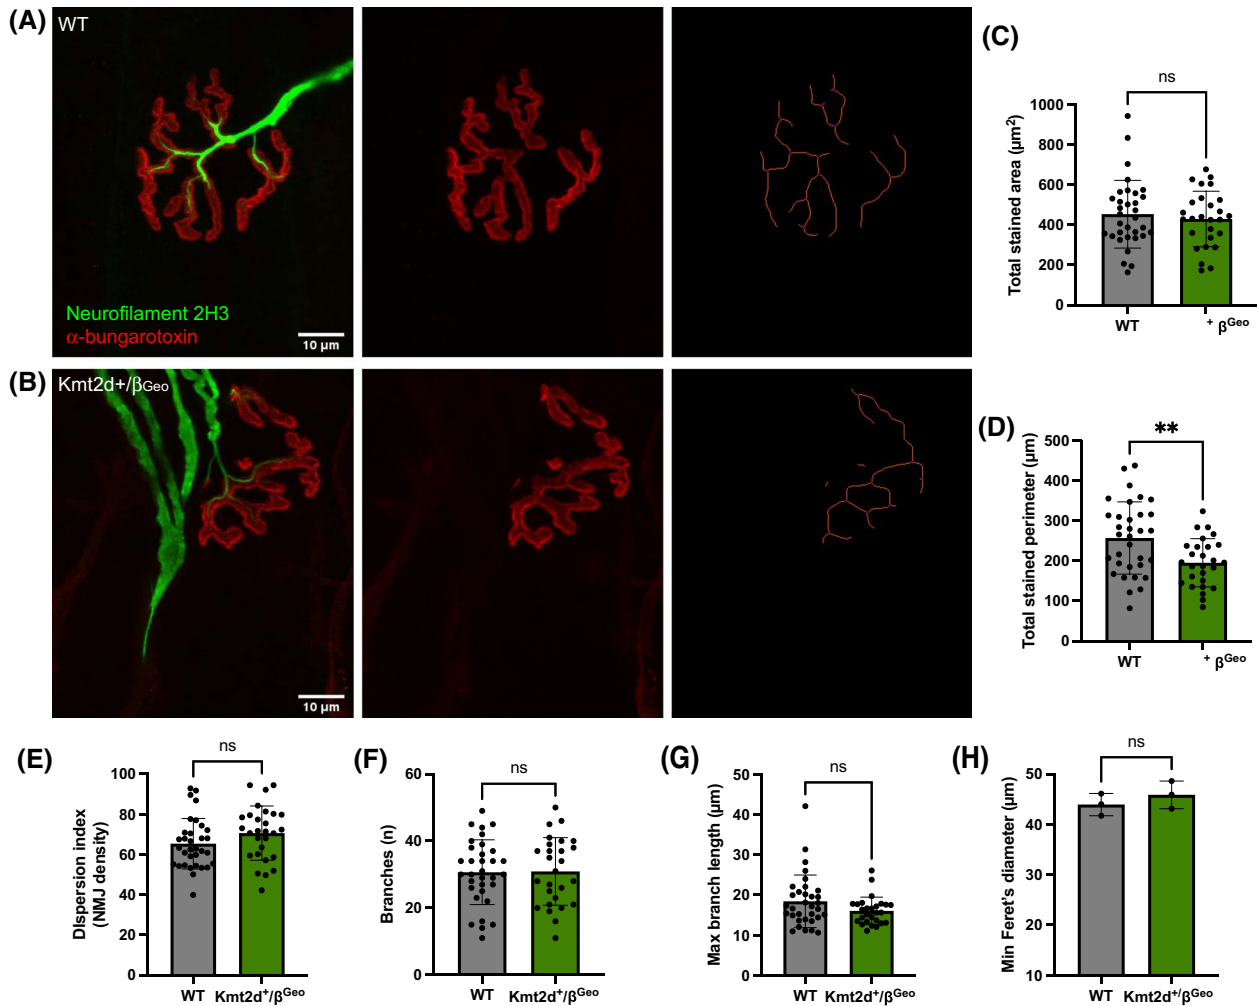 (A)
WT
Neurofilament 2H3
α-bungarotoxin
10 µm
(B)
Kmt2d+/βGeo
10 µm
(C)
ns
Total stained area (µm²)
1000
800
600
400
200
0
WT
+ βGeo
(D)
**
Total stained perimeter (µm)
500
400
300
200
100
0
WT
+ βGeo
(E)
ns
DIspersion index
(NMJ density)
100
80
60
40
20
0
WT
Kmt2d+/βGeo
(F)
ns
Branches (n)
60
40
20
0
WT
Kmt2d+/βGeo
(G)
ns
Max branch length (µm)
50
40
30
20
10
0
WT
Kmt2d+/βGeo
(H)
ns
Min Feret's diameter (µm)
50
40
30
20
10
WT
Kmt2d+/βGeo